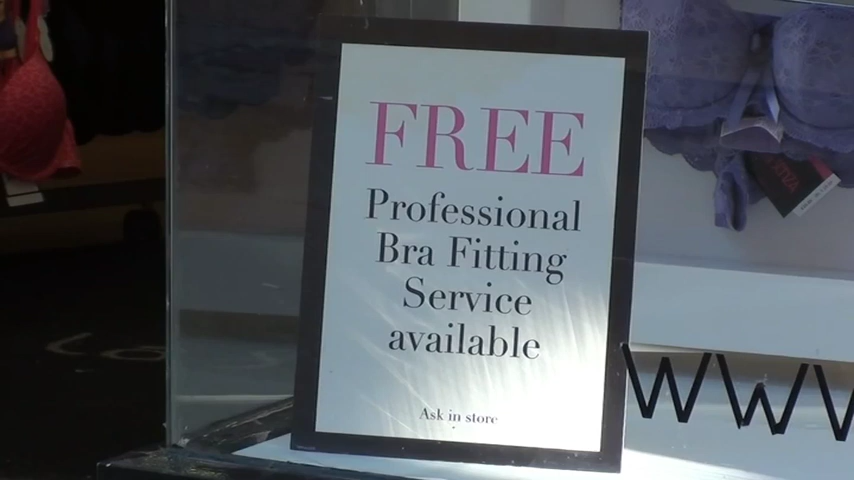 FREE
Professional
Bra Fitting
Service
available
Ask in store
WWW